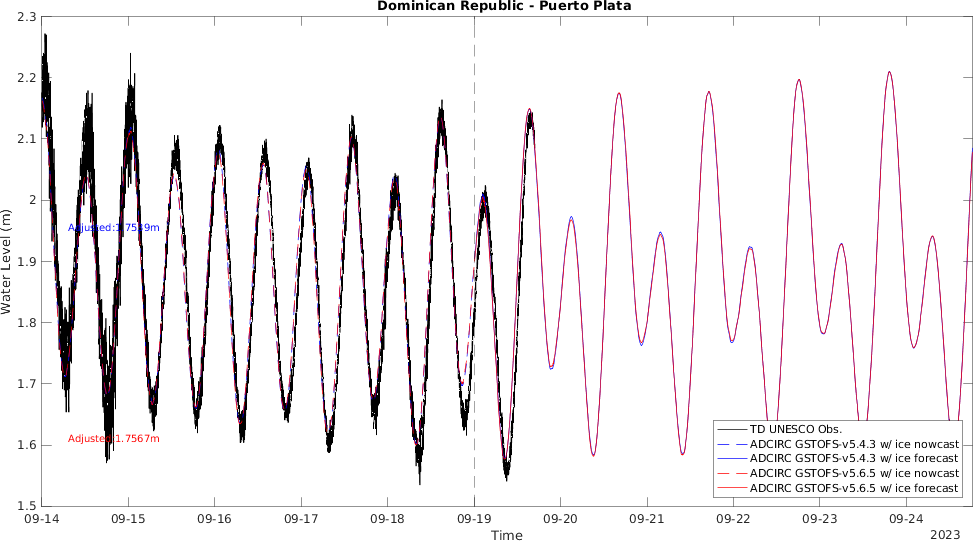 Dominican Republic - Puerto Plata
2.3
2.2
2.1
2
1.9
1.8
1.7
1.6
1.5
Water Level (m)
Adjusted:1.7539m
Adjusted:1.7567m
TD UNESCO Obs.
ADCIRC GSTOFS-v5.4.3 w/ ice nowcast
ADCIRC GSTOFS-v5.4.3 w/ ice forecast
ADCIRC GSTOFS-v5.6.5 w/ ice nowcast
ADCIRC GSTOFS-v5.6.5 w/ ice forecast
09-14 09-15 09-16 09-17 09-18 09-19 09-20 09-21 09-22 09-23 09-24
Time
2023